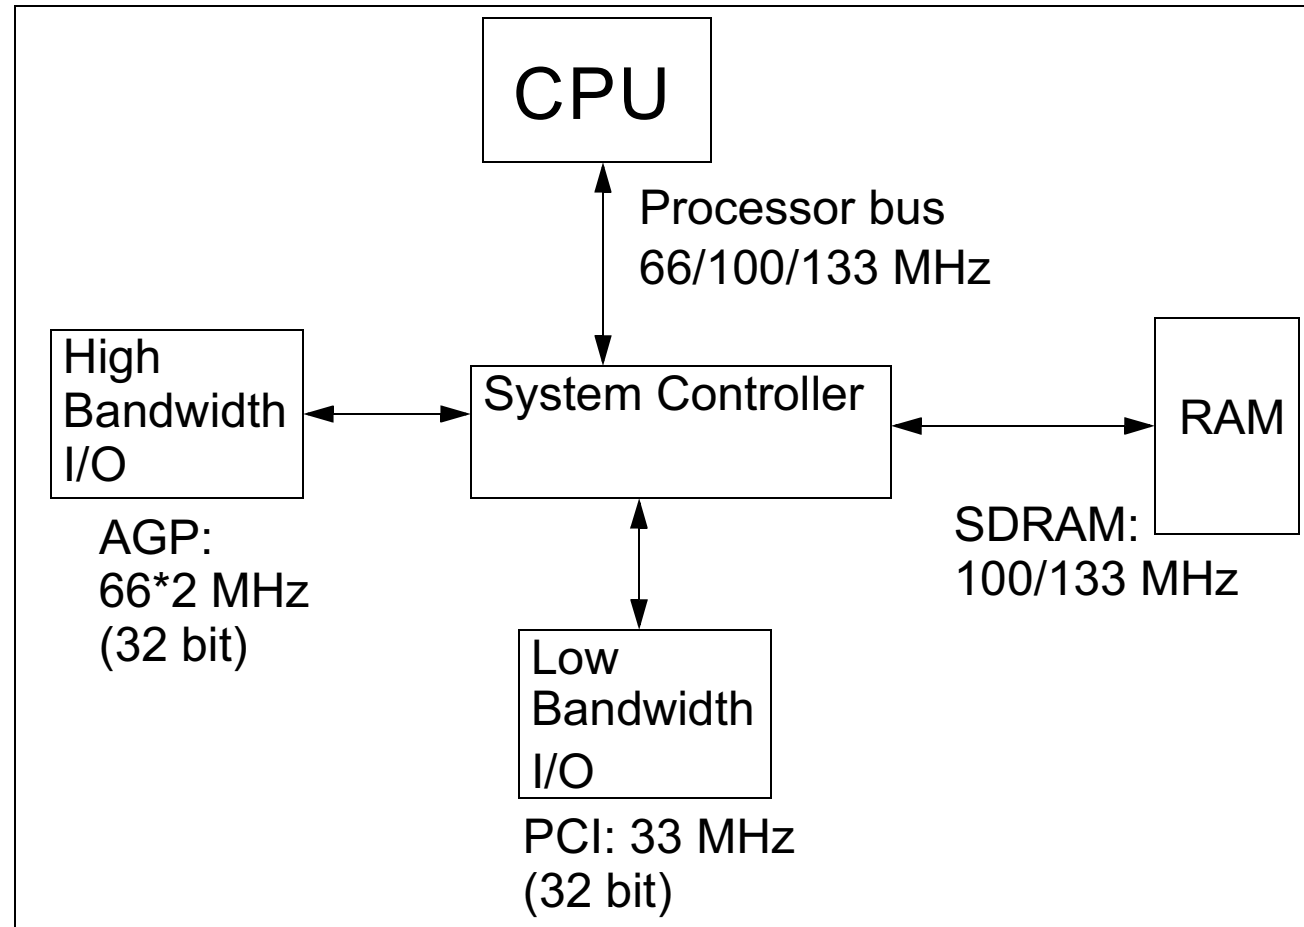 CPU
Processor bus
66/100/133 MHz
High
Bandwidth
I/O
System Controller
RAM
AGP:
66*2 MHz
(32 bit)
SDRAM:
100/133 MHz
Low
Bandwidth
I/O
PCI: 33 MHz
(32 bit)